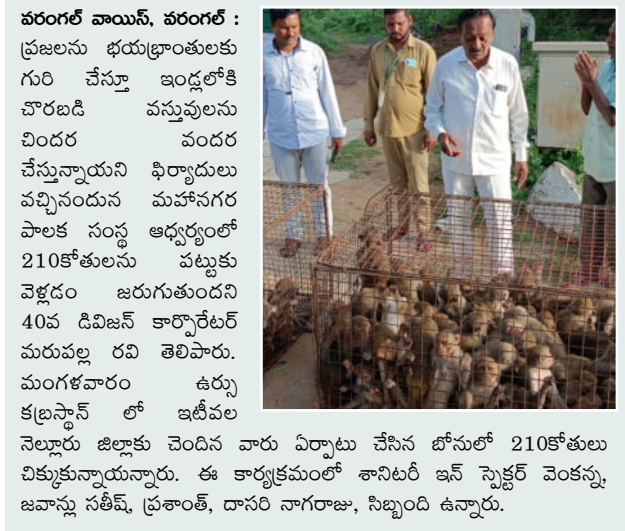 వరంగల్ వాయిస్, వరంగల్ :
ప్రజలను భయభ్రాంతులకు
గురి చేస్తూ ఇండ్లలోకి
చొరబడి వస్తువులను
చిందర వందర
చేస్తున్నాయని ఫిర్యాదులు
వచ్చినందున మహానగర
పాలక సంస్థ ఆధ్వర్యంలో
210కోతులను పట్టుకు
వెళ్లడం జరుగుతుందని
40వ డివిజన్ కార్పొరేటర్
మరుపల్ల రవి తెలిపారు.
మంగళవారం ఉర్సు
కబ్రస్థాన్ లో ఇటీవల
నెల్లూరు జిల్లాకు చెందిన వారు ఏర్పాటు చేసిన బోనులో 210కోతులు
చిక్కుకున్నాయన్నారు. ఈ కార్యక్రమంలో శానిటరీ ఇన్ స్పెక్టర్ వెంకన్న,
జవాన్లు సతీష్, ప్రశాంత్, దాసరి నాగరాజు, సిబ్బంది ఉన్నారు.